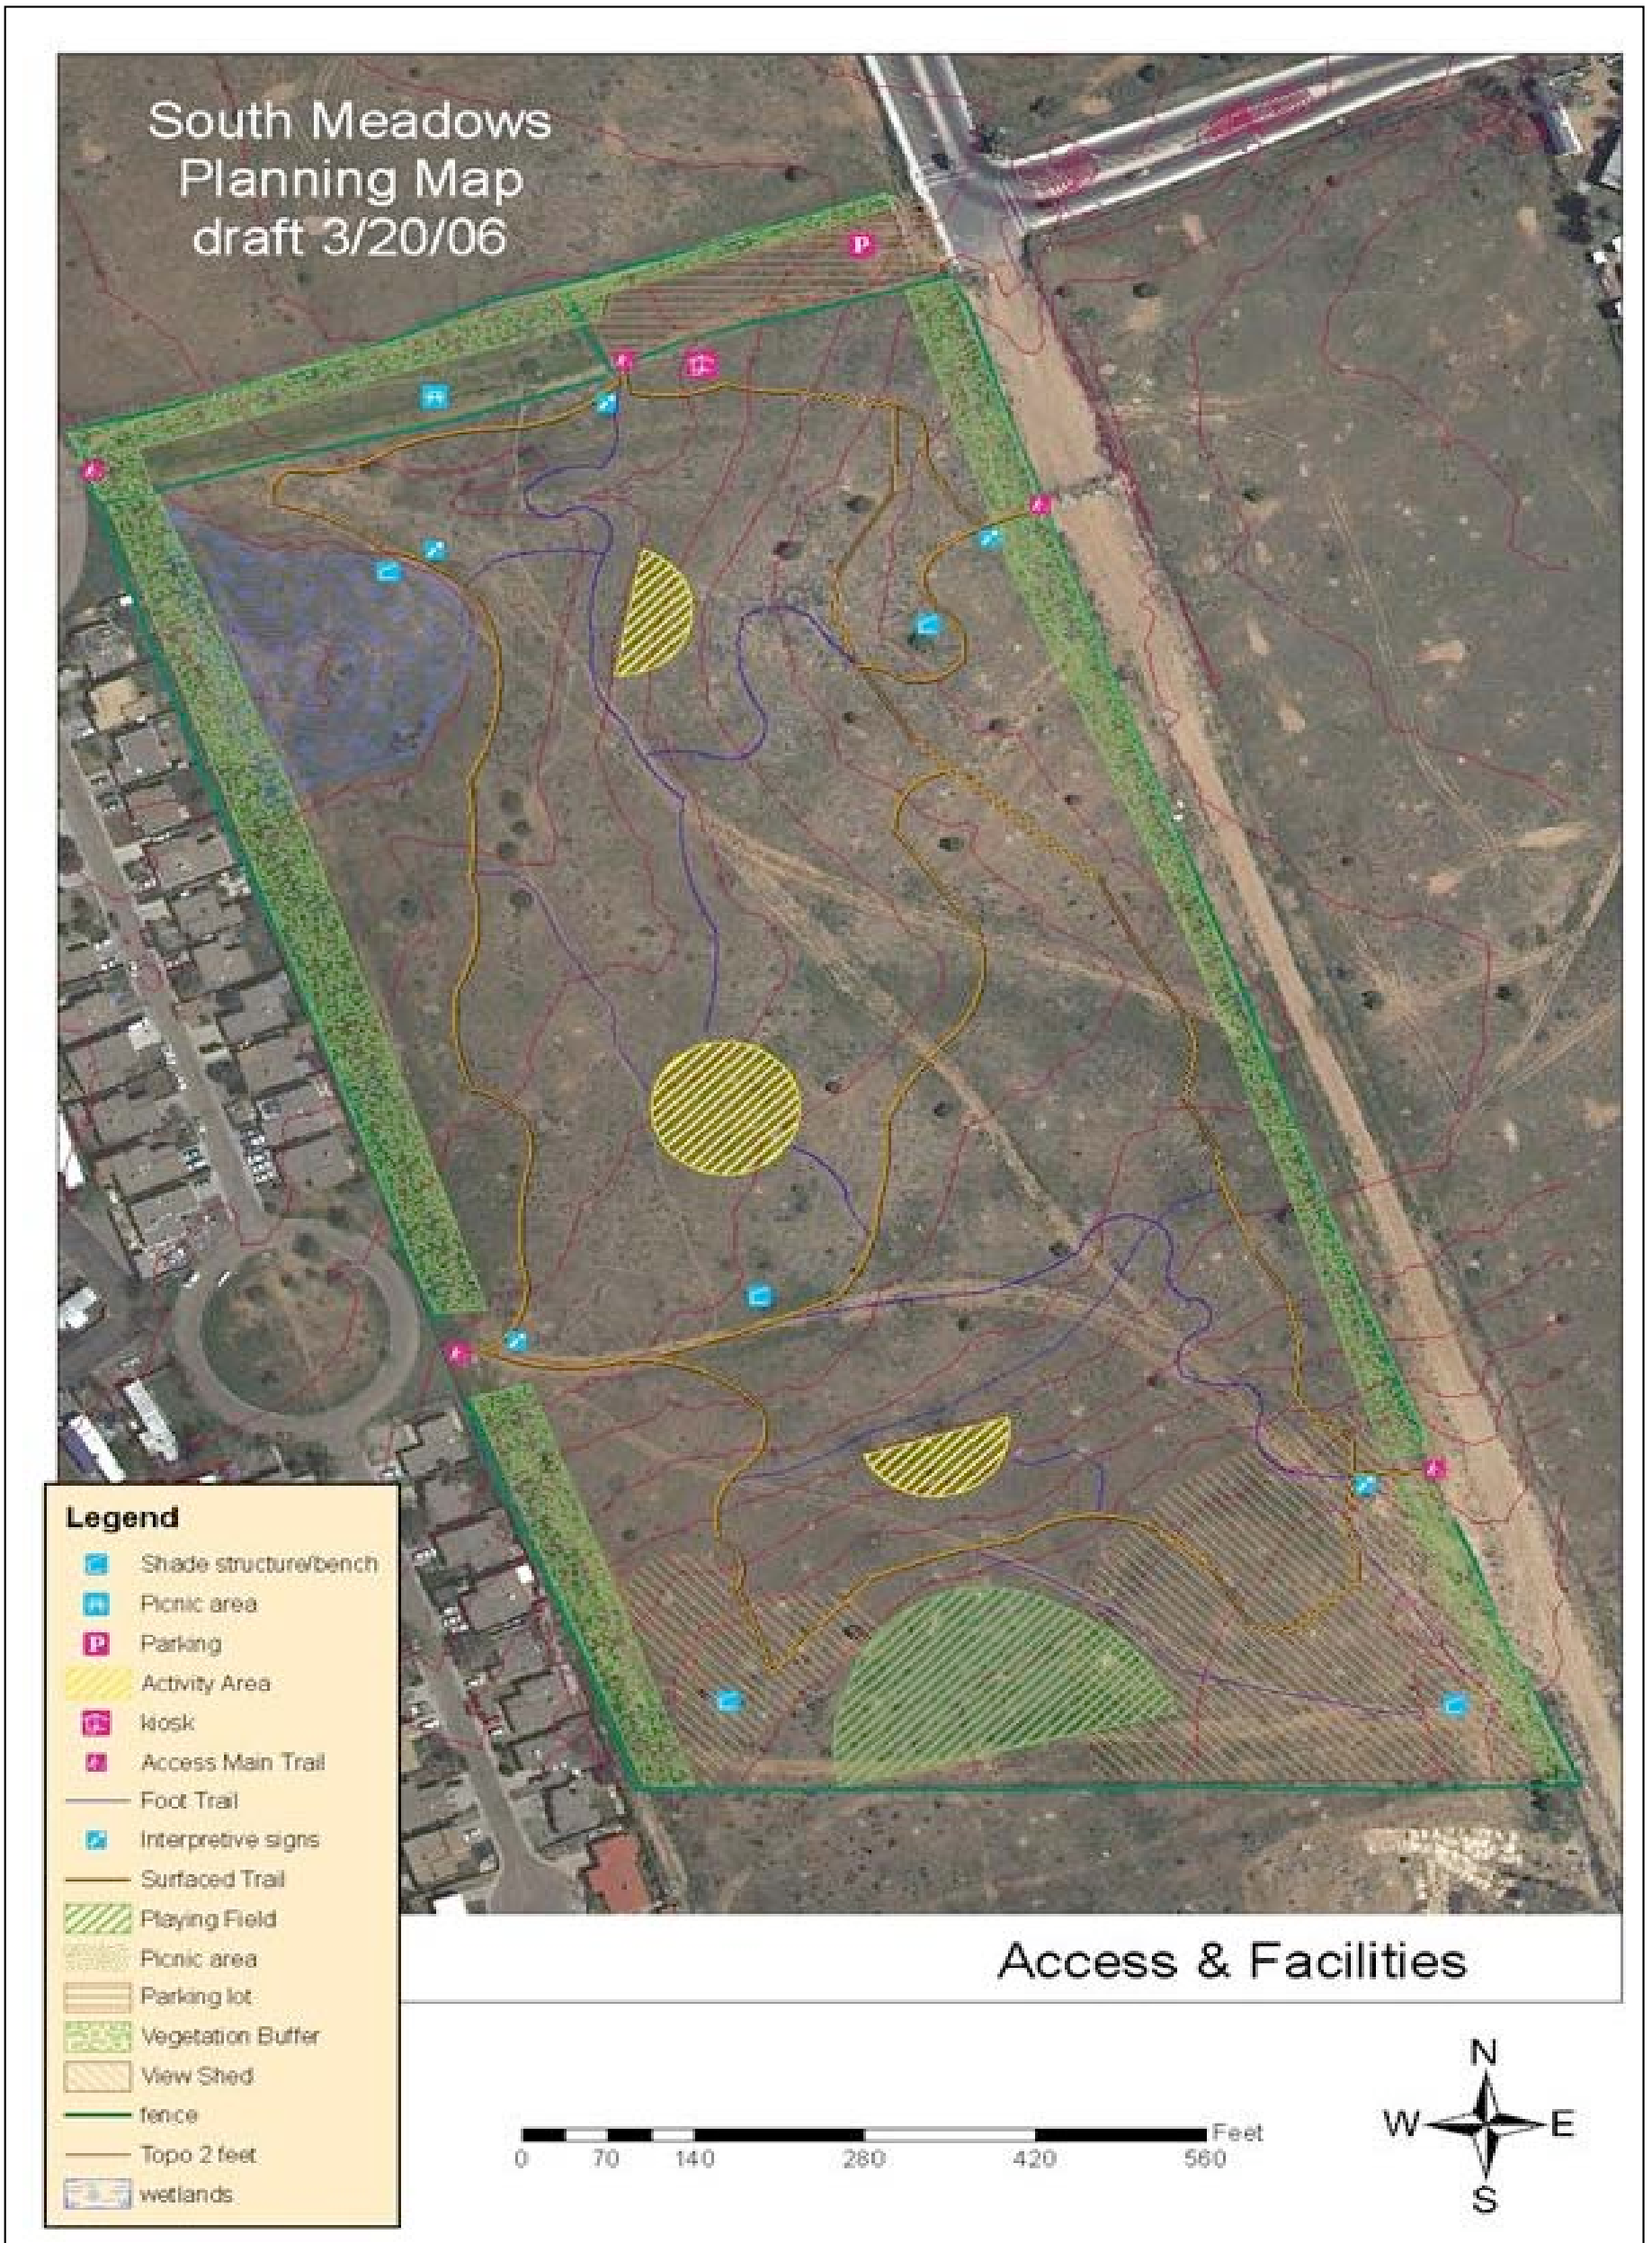 South Meadows
Planning Map
draft 3/20/06
P
Legend
Shade structure/bench
Picnic area
P Parking
Activity Area
kiosk
Access Main Trail
Foot Trail
Interpretive signs
Surfaced Trail
Playing Field
Picnic area
Parking lot
Vegetation Buffer
View Shed
fence
Topo 2 feet
wetlands
Access & Facilities
Feet
0 70 140 280 420 560
N
W E
S